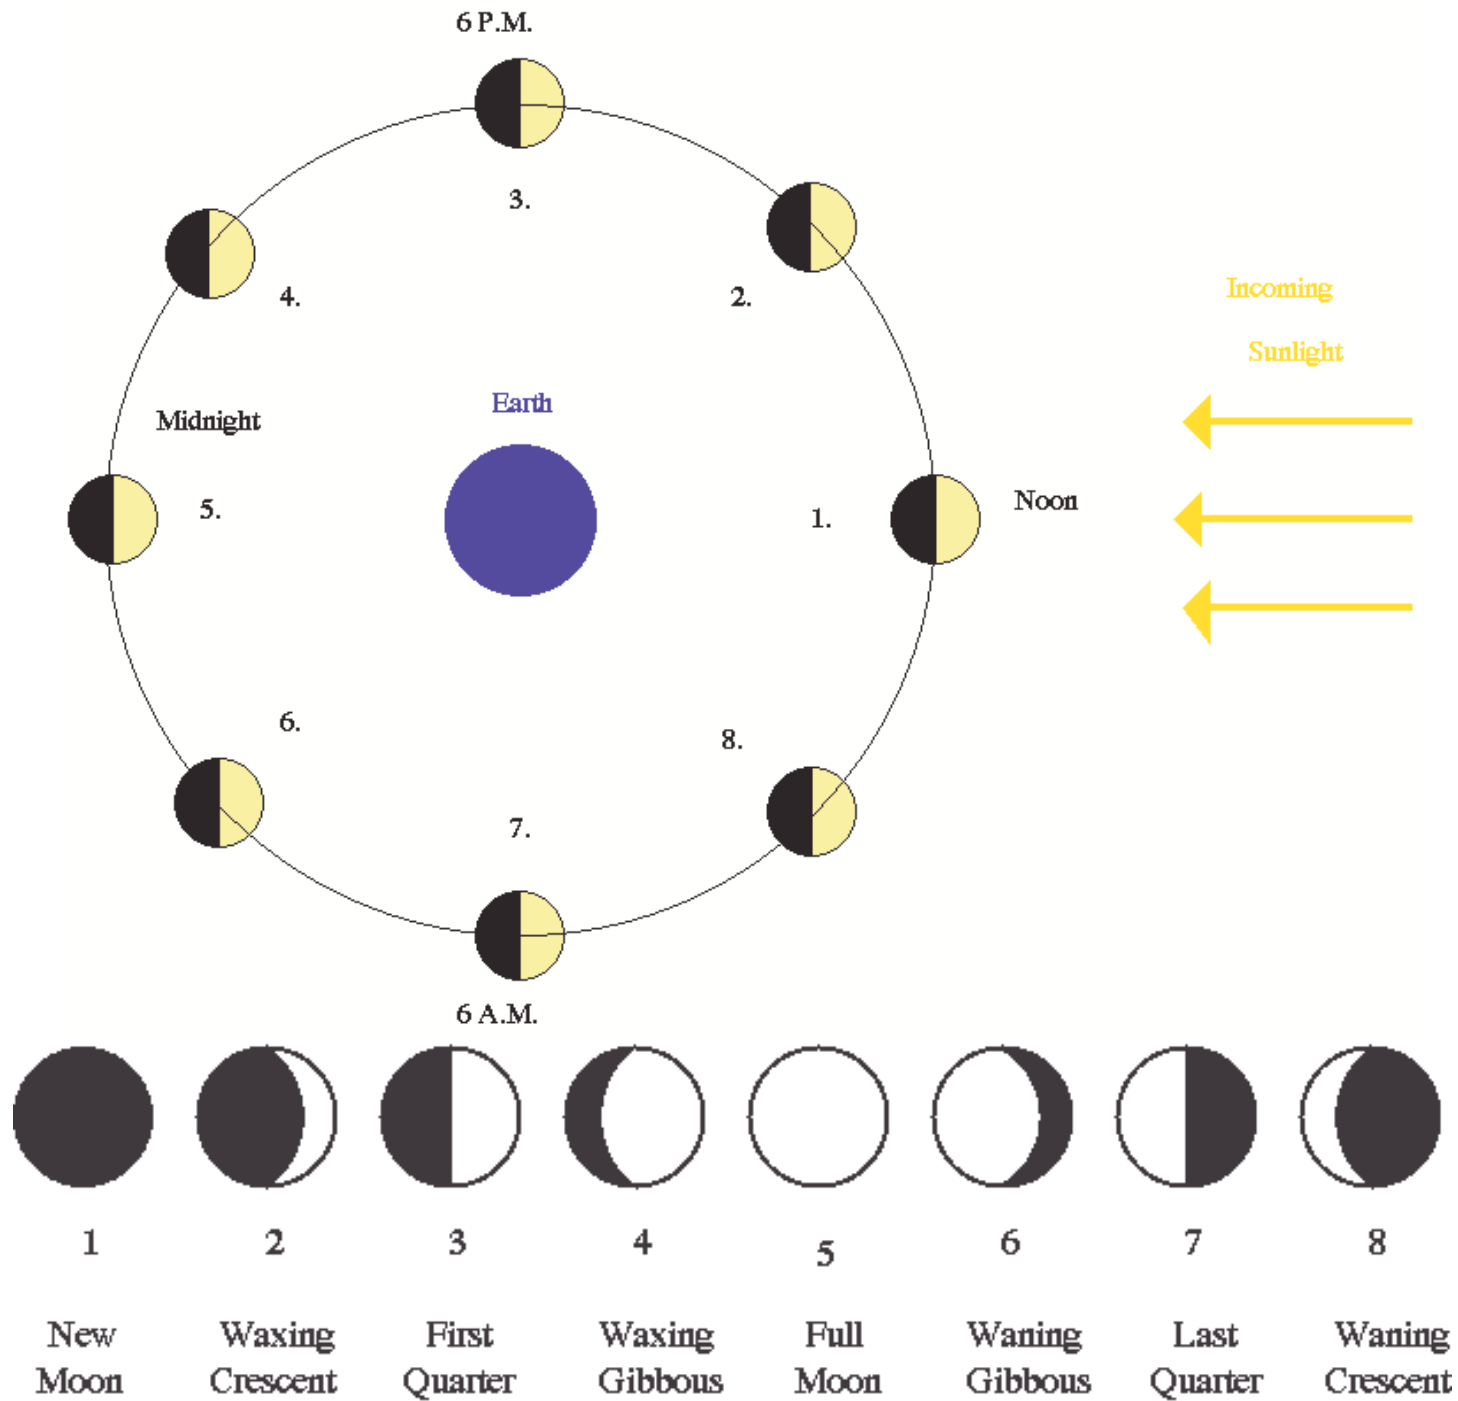 6 P.M.
3.
2.
4.
Incoming
Sunlight
Earth
Midnight
5.
1.
Noon
6.
8.
7.
6 A.M.
1
2
3
4
5
6
7
8
New
Moon
Waxing
Crescent
First
Quarter
Waxing
Gibbous
Full
Moon
Waning
Gibbous
Last
Quarter
Waning
Crescent